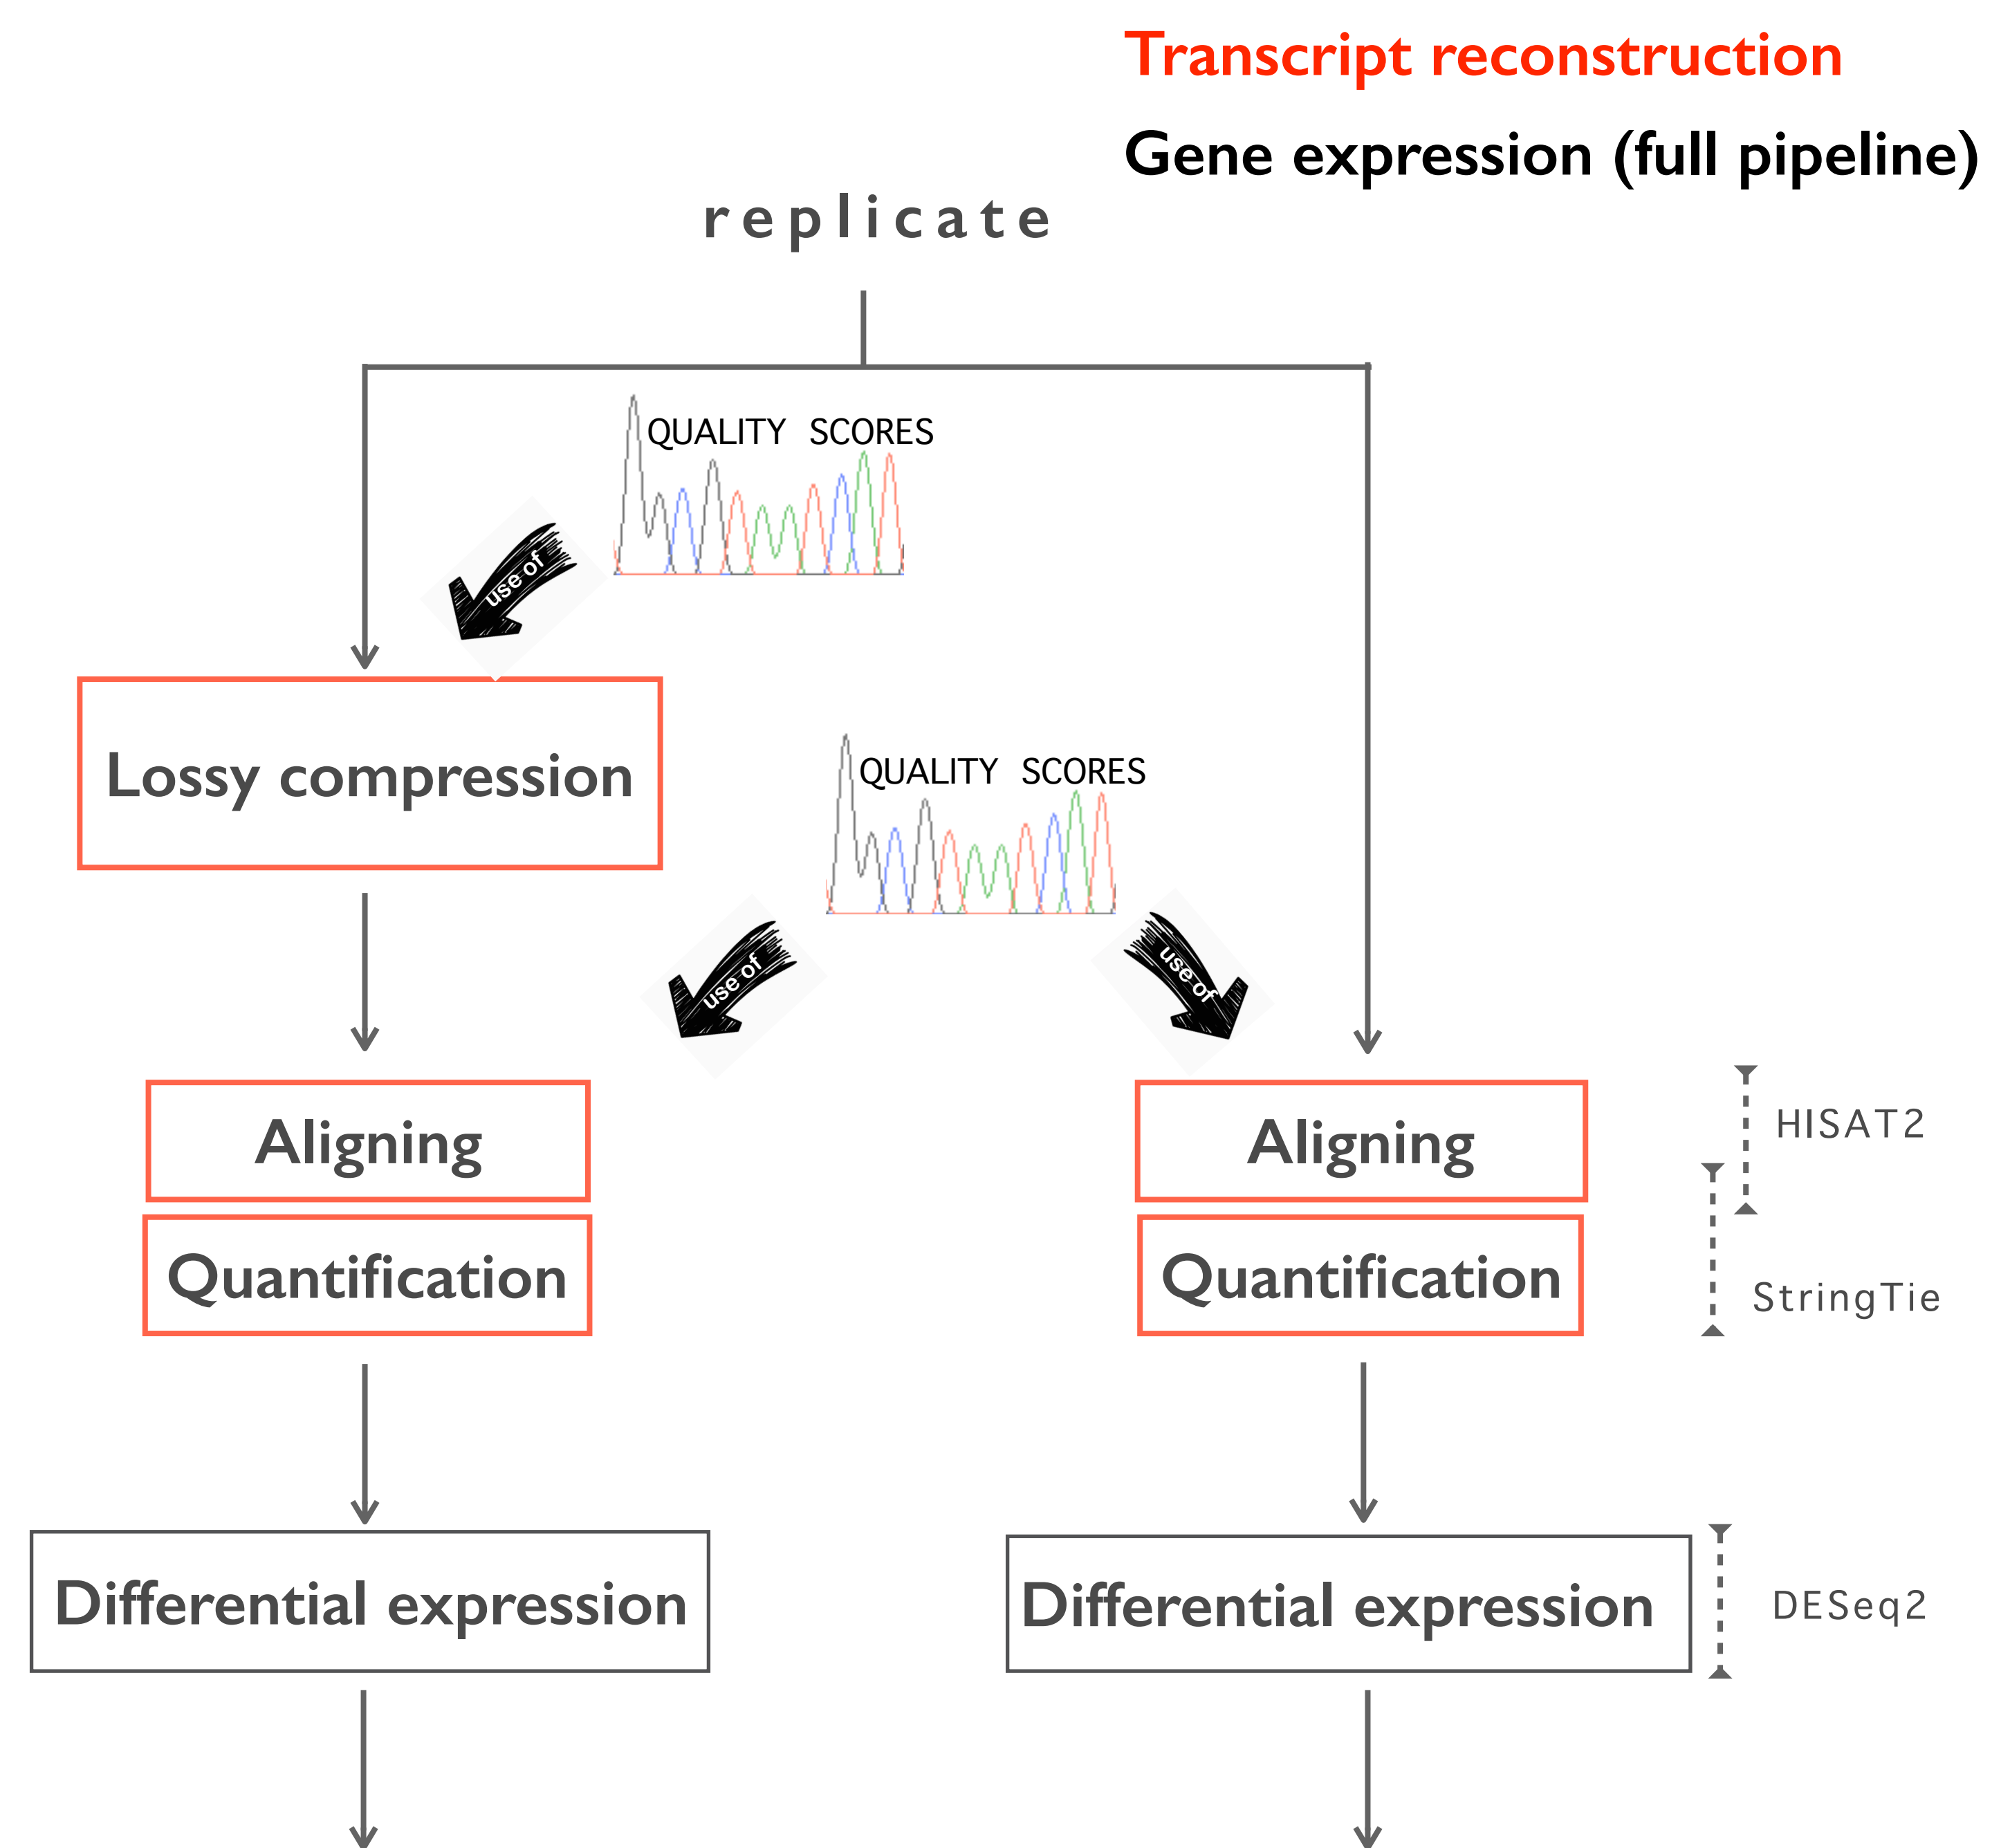 Transcript reconstruction
Gene expression (full pipeline)
replicate
QUALITY SCORES
use of
Lossy compression
QUALITY SCORES
use of
use of
Aligning
Aligning
HISAT2
Quantification
Quantification
StringTie
Differential expression
Differential expression
DESeq2